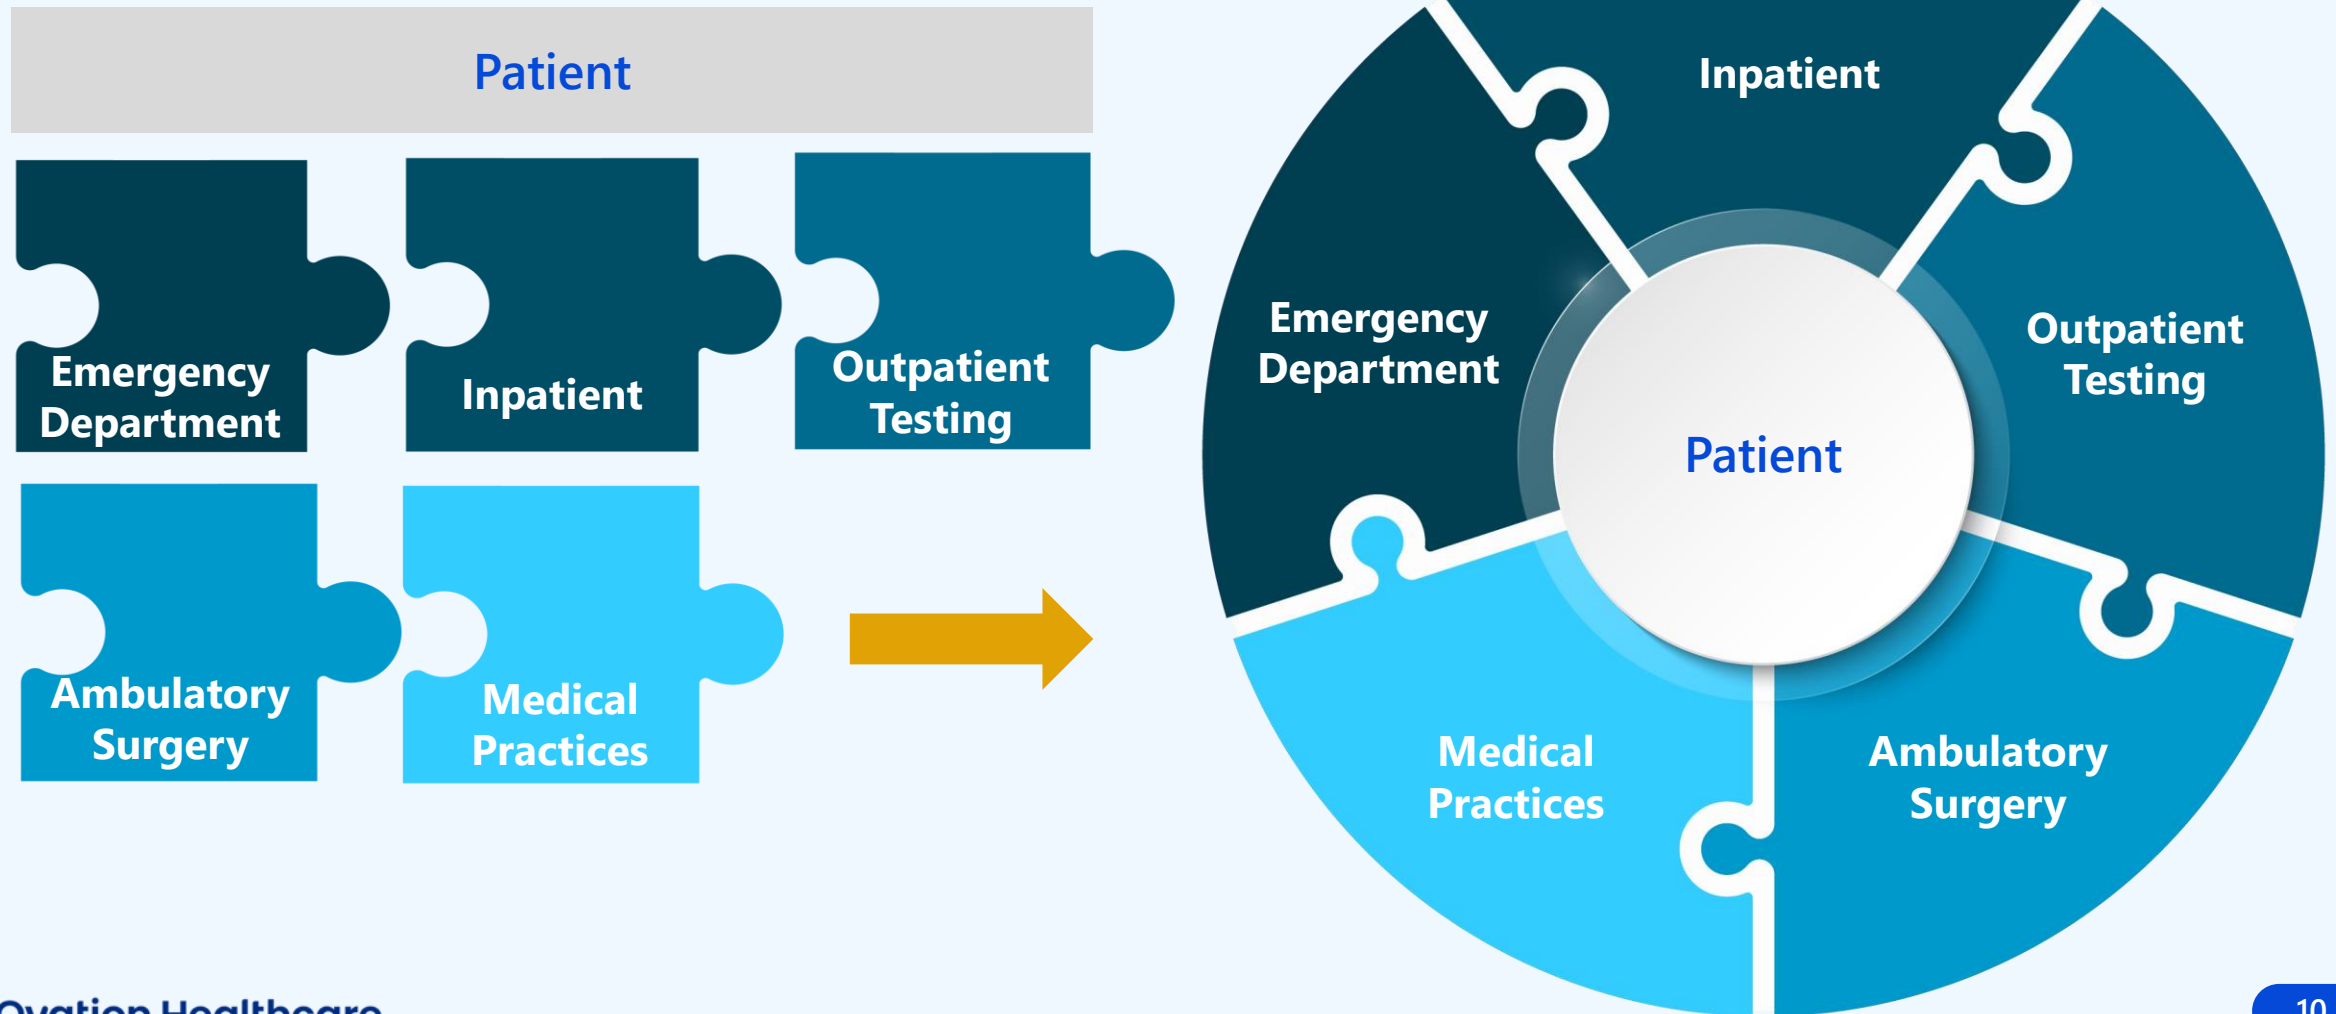 Patient
Emergency
Department
Inpatient
Outpatient
Testing
Ambulatory
Surgery
Medical
Practices
Inpatient
Emergency
Department
Outpatient
Testing
Patient
Medical
Practices
Ambulatory
Surgery
Ovation Healthcare
10